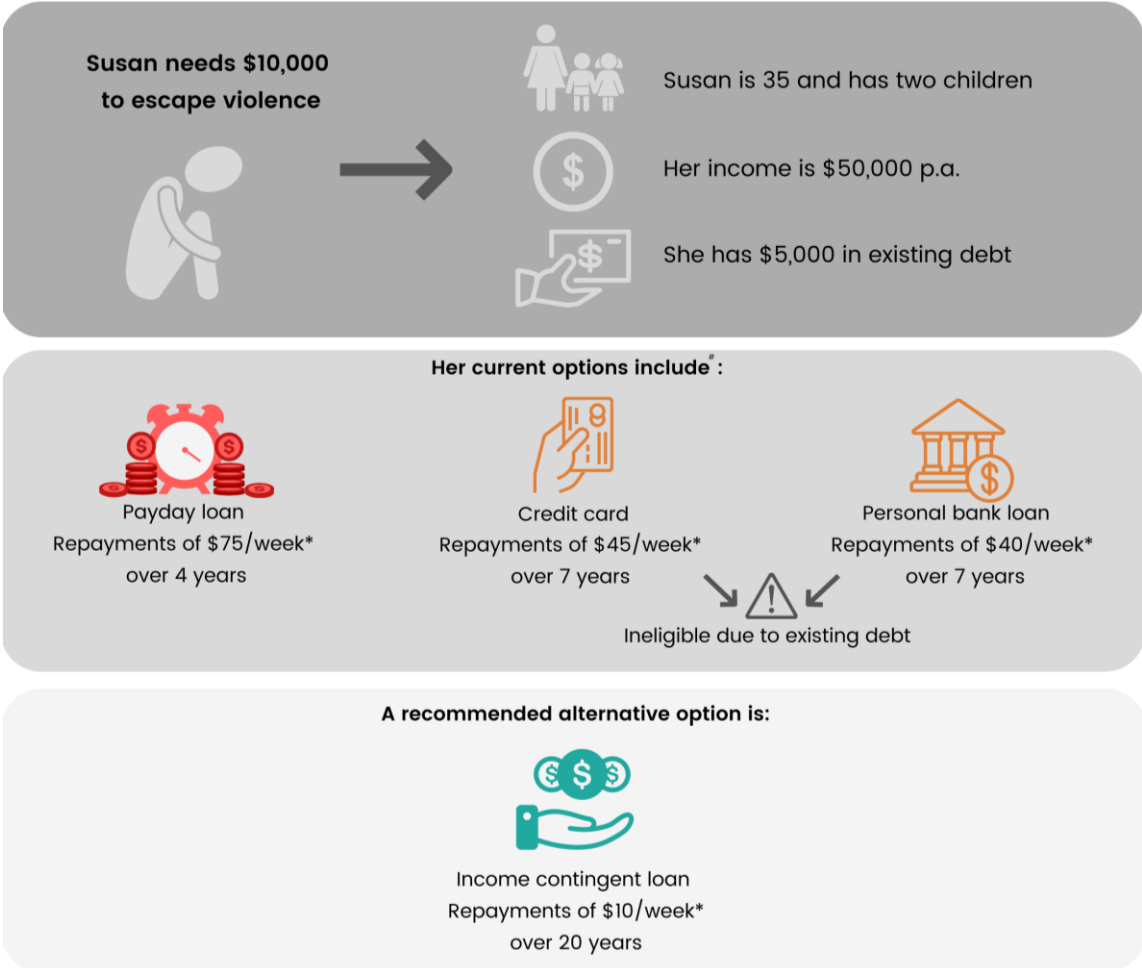 Susan needs $10,000
to escape violence
Susan is 35 and has two children
$
Her income is $50,000 p.a.
$
She has $5,000 in existing debt
Her current options include#:
$ $
$ $
Payday loan
Repayments of $75/week*
over 4 years
Credit card
Repayments of $45/week*
over 7 years
$
Personal bank loan
Repayments of $40/week*
over 7 years
!
Ineligible due to existing debt
A recommended alternative option is:
$ $ $
Income contingent loan
Repayments of $10/week*
over 20 years